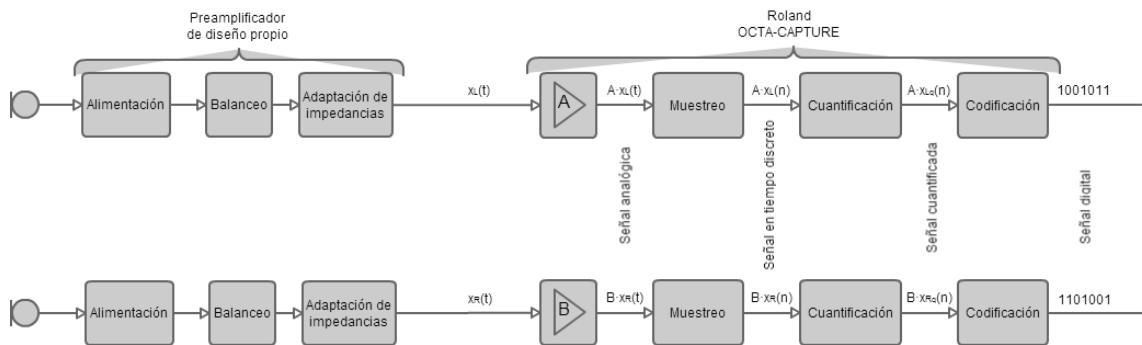 Preamplificador
de diseño propio
Roland
OCTA-CAPTURE
Alimentación
Balanceo
Adaptación de
impedancias
xL(t)
A
A·xL(t)
Muestreo
A·xL(n)
Cuantificación
A·xLQ(n)
Codificación
1001011
Señal analógica
Señal en tiempo discreto
Señal cuantificada
Señal digital
Alimentación
Balanceo
Adaptación de
impedancias
xR(t)
B
B·xR(t)
Muestreo
B·xR(n)
Cuantificación
B·xRQ(n)
Codificación
1101001